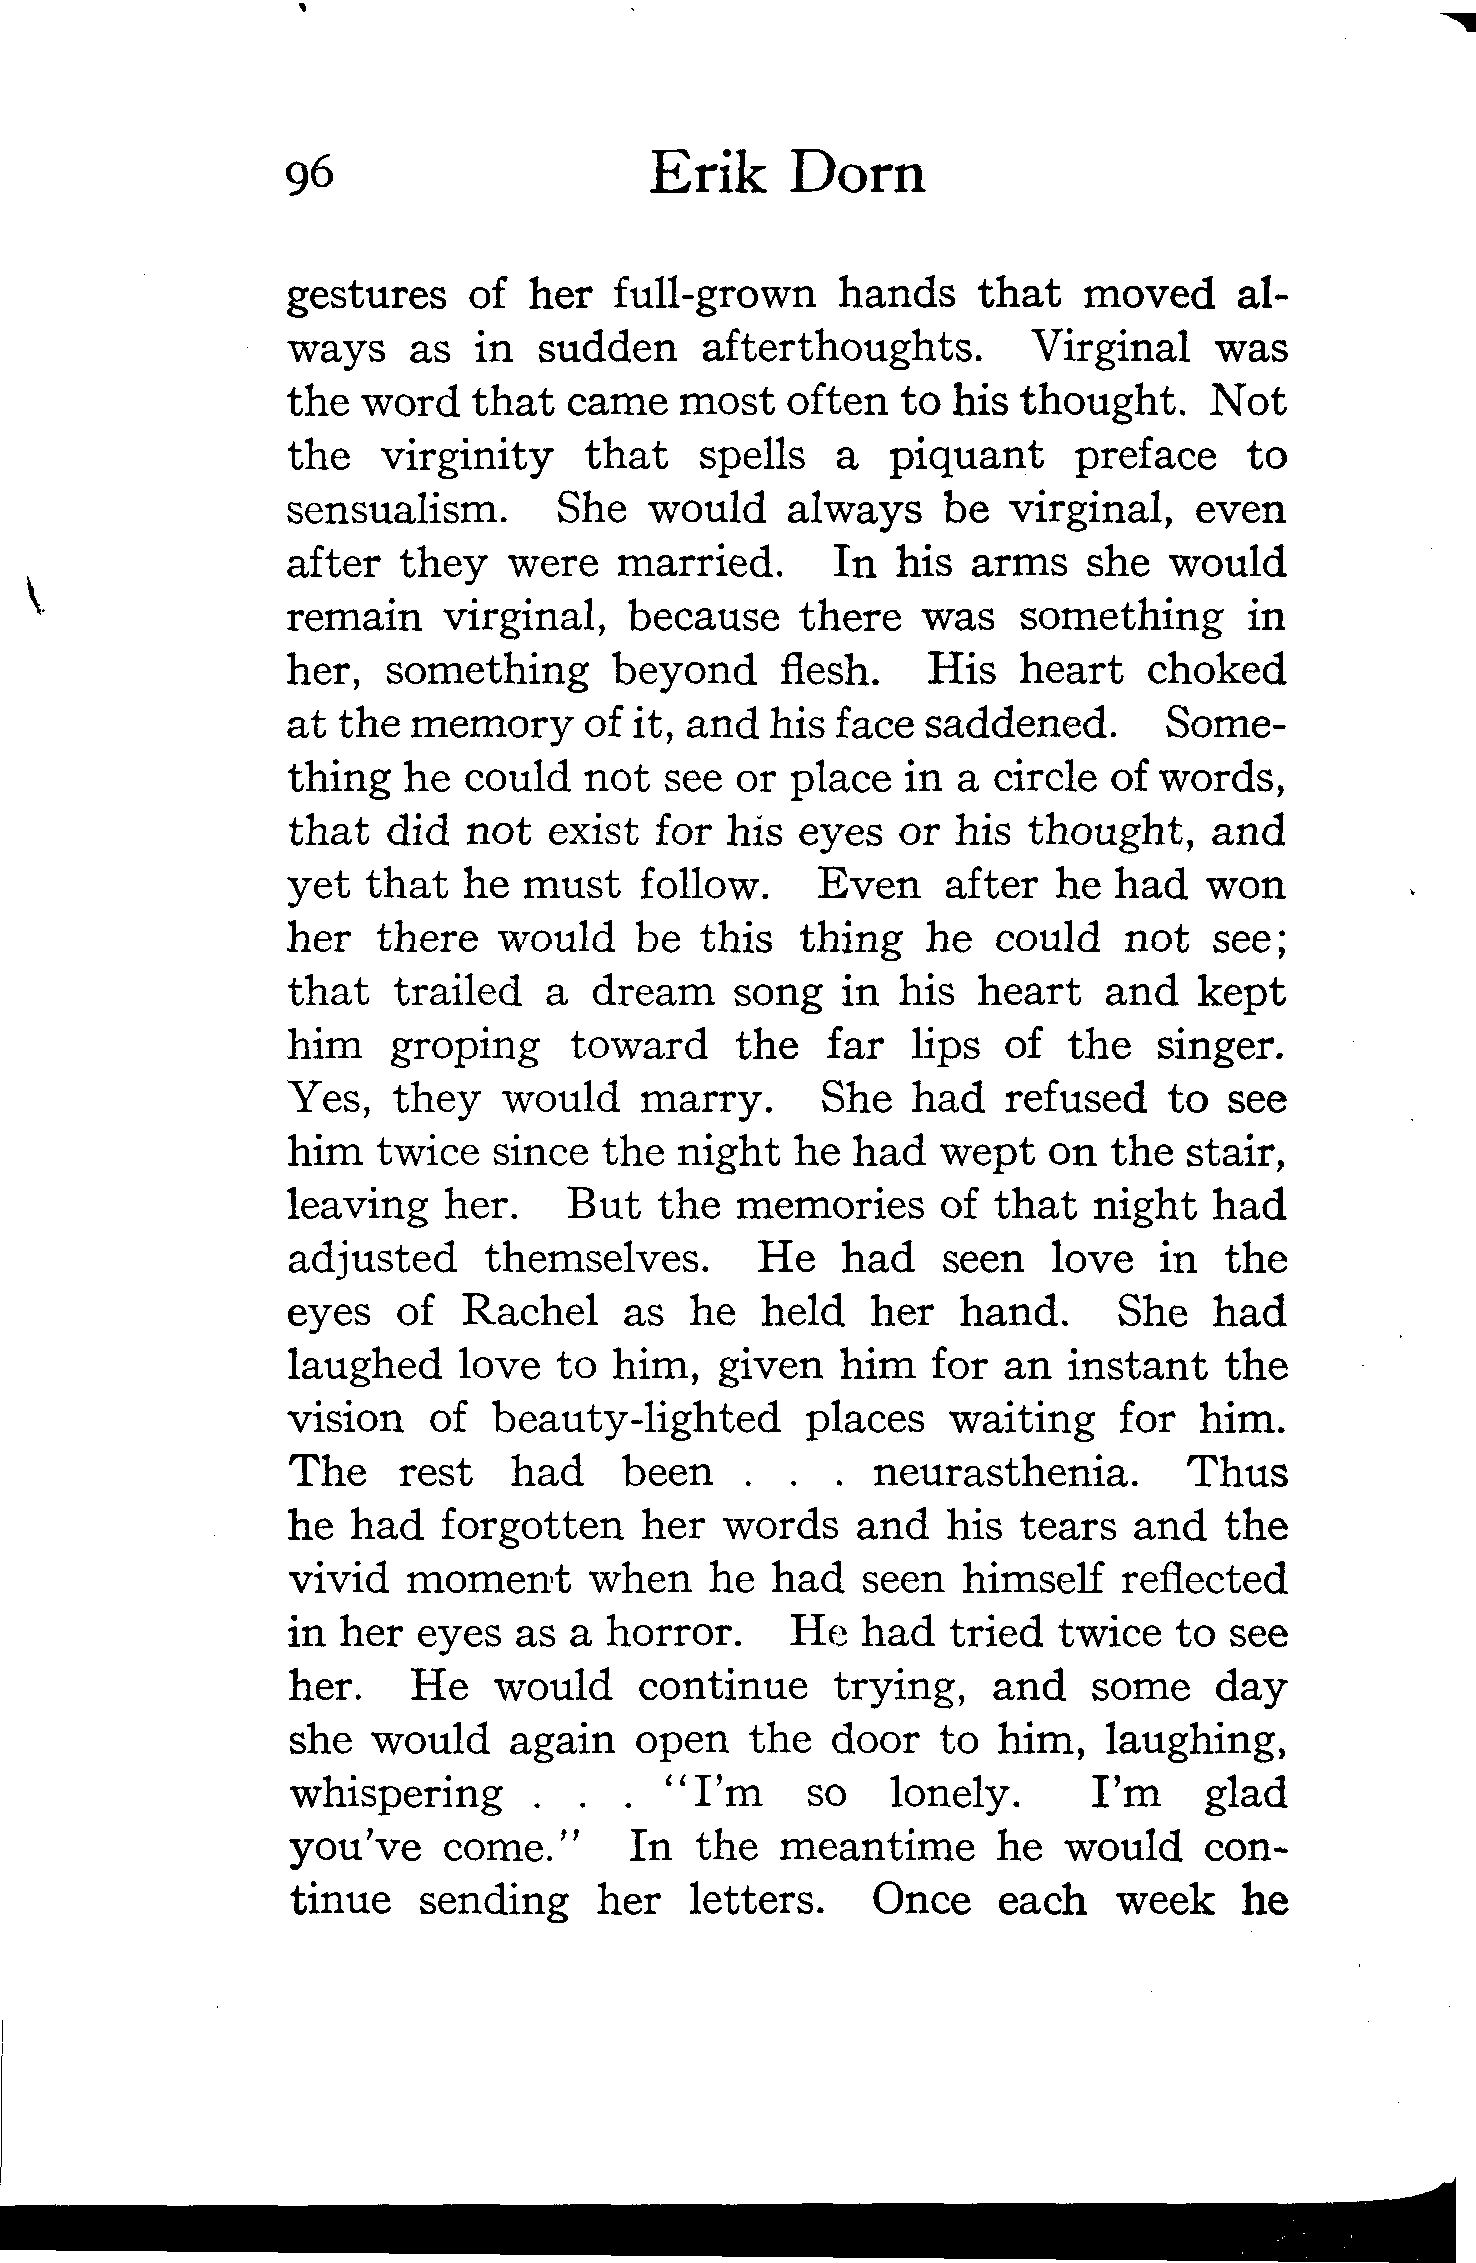 96 Erik Dorn
gestures of her full-grown hands that moved al-
ways as in sudden afterthoughts. Virginal was
the word that came most often to his thought. Not
the virginity that spells a piquant preface to
sensualism. She would always be virginal, even
after they were married. In his arms she would
remain virginal, because there was something in
her, something beyond flesh. His heart choked
at the memory of it, and his face saddened. Some-
thing he could not see or place in a circle of words,
that did not exist for his eyes or his thought, and
yet that he must follow. Even after he had won
her there would be this thing he could not see;
that trailed a dream song in his heart and kept
him groping toward the far lips of the singer.
Yes, they would marry. She had refused to see
him twice since the night he had wept on the stair,
leaving her. But the memories of that night had
adjusted themselves. He had seen love in the
eyes of Rachel as he held her hand. She had
laughed love to him, given him for an instant the
vision of beauty-lighted places waiting for him.
The rest had been . . . neurasthenia. Thus
he had forgotten her words and his tears and the
vivid moment when he had seen himself reflected
in her eyes as a horror. He had tried twice to see
her. He would continue trying, and some day
she would again open the door to him, laughing,
whispering . . . "I'm so lonely. I'm glad
you've come." In the meantime he would con-
tinue sending her letters. Once each week he